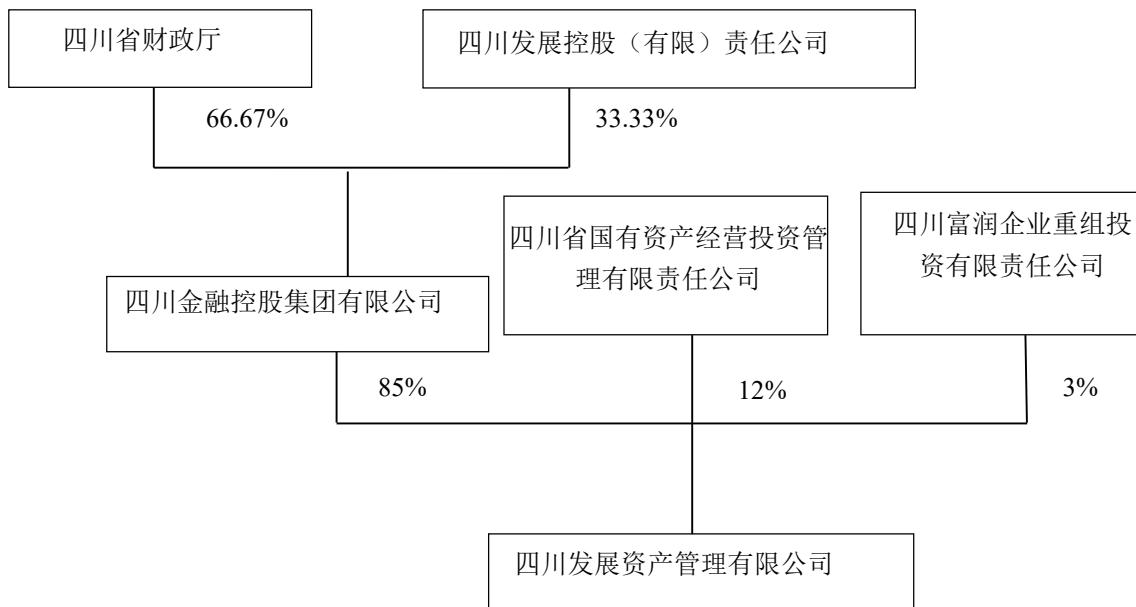 四川省财政厅
四川发展控股（有限）责任公司
66.67%
33.33%
四川省国有资产经营投资管
理有限责任公司
四川富润企业重组投
资有限责任公司
四川金融控股集团有限公司
85%
12%
3%
四川发展资产管理有限公司